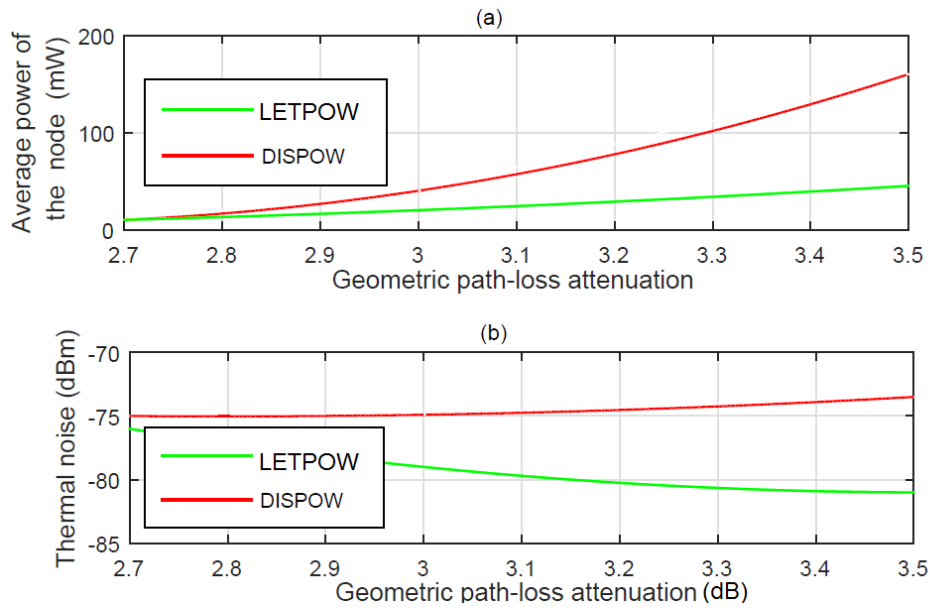 (a)
Average power of
the node (mW)
200
100
0
LETPOW
DISPOW
2.7 2.8 2.9 3 3.1 3.2 3.3 3.4 3.5
Geometric path-loss attenuation
(b)
Thermal noise (dBm)
-70
-75
-80
-85
LETPOW
DISPOW
2.7 2.8 2.9 3 3.1 3.2 3.3 3.4 3.5
Geometric path-loss attenuation (dB)